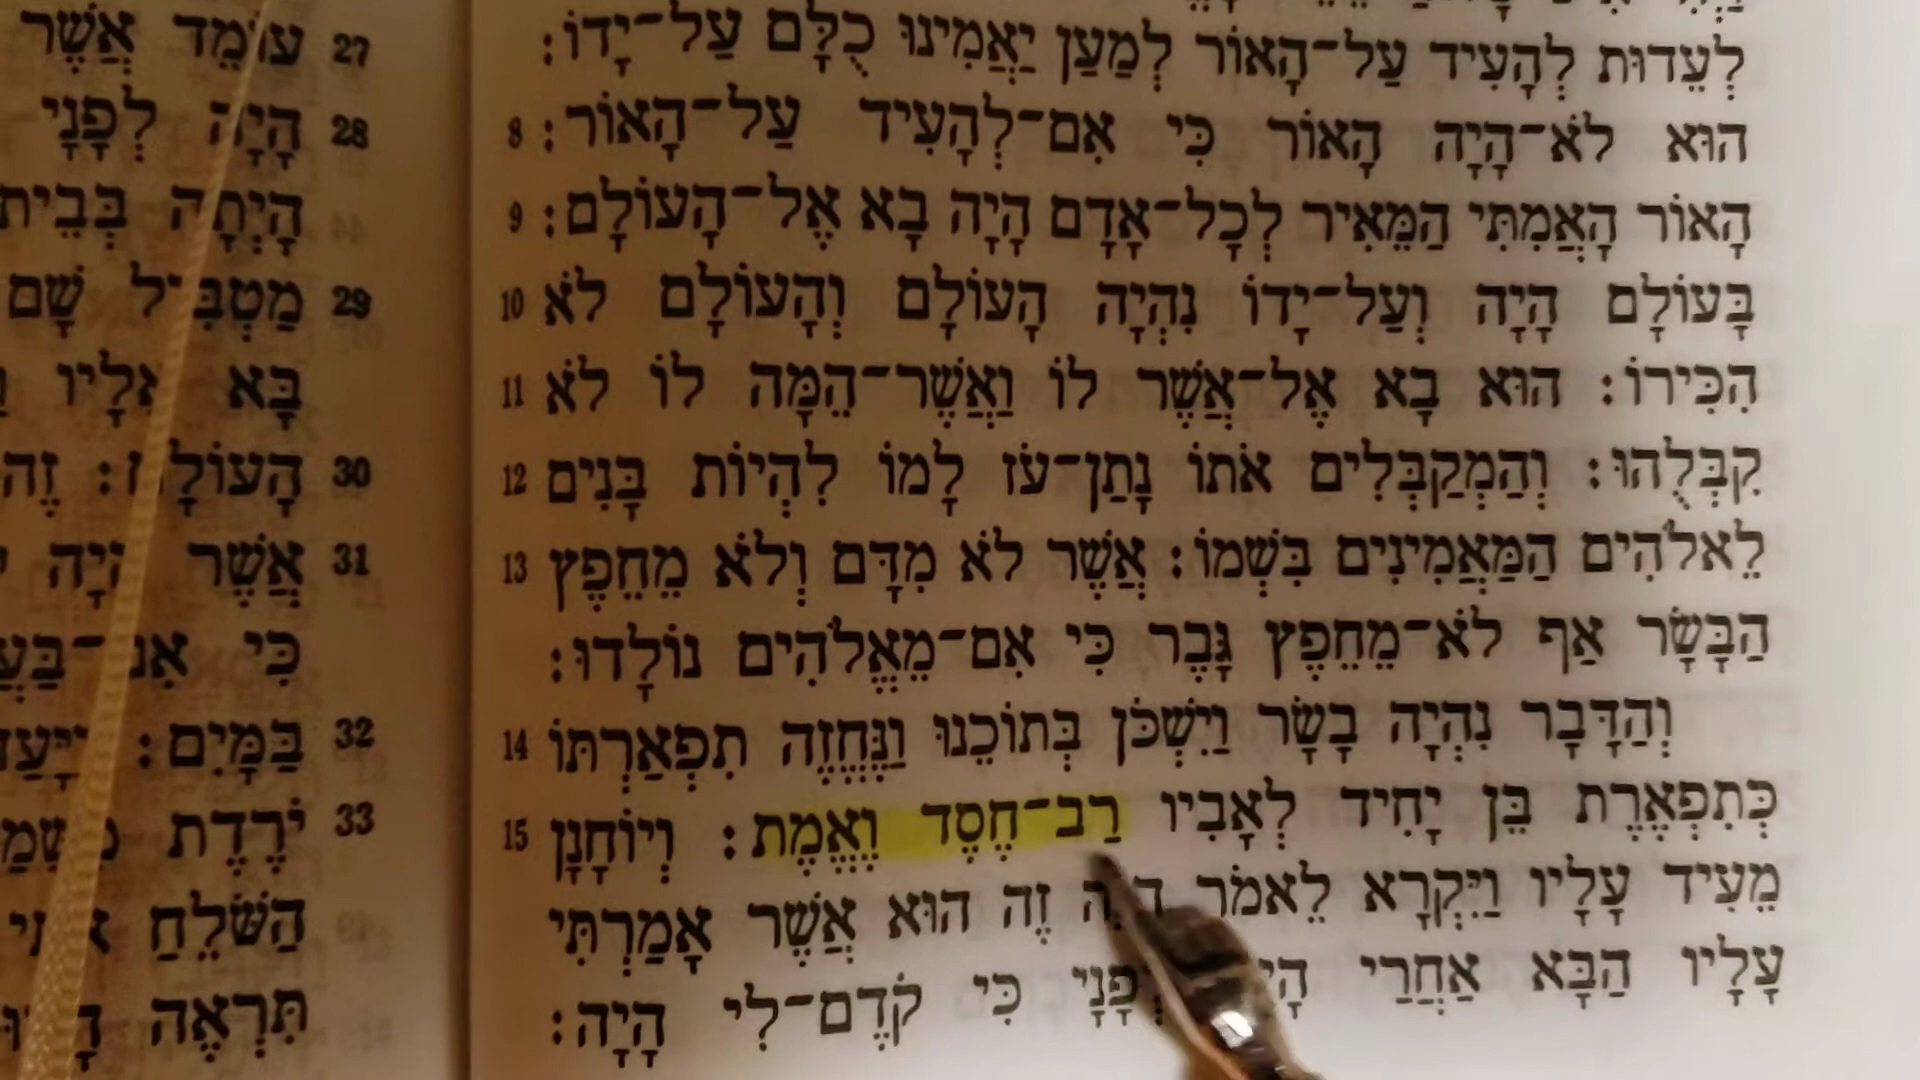 לְעֵדוּת לְהָעִיד עַל־הָאוֹר לְמַעַן יַאֲמִינוּ כֻלָּם עַל־יָדוֹ׃
הוּא לֹא־הָיָה הָאוֹר כִּי אִם־לְהָעִיד עַל־הָאוֹר׃ 8
הָאוֹר הָאֲמִתִּי הַמֵּאִיר לְכָל־אָדָם הָיָה בָא אֶל־הָעוֹלָם׃ 9
בָּעוֹלָם הָיָה וְעַל־יָדוֹ נִהְיָה הָעוֹלָם וְהָעוֹלָם לֹא 10
הִכִּירוֹ׃ הוּא בָא אֶל־אֲשֶׁר לוֹ וַאֲשֶׁר־הֵמָּה לוֹ לֹא 11
קִבְּלֻהוּ׃ וְהַמְקַבְּלִים אֹתוֹ נָתַן־עֹז לָמוֹ לִהְיוֹת בָּנִים 12
לֵאלֹהִים הַמַּאֲמִינִים בִּשְׁמוֹ׃ אֲשֶׁר לֹא מִדָּם וְלֹא מֵחֵפֶץ 13
הַבָּשָׂר אַף לֹא־מֵחֵפֶץ גָּבֶר כִּי אִם־מֵאֱלֹהִים נוֹלָדוּ׃
וְהַדָּבָר נִהְיָה בָשָׂר וַיִּשְׁכֹּן בְּתוֹכֵנוּ וַנֶּחֱזֶה תִפְאַרְתּוֹ 14
כְּתִפְאֶרֶת בֵּן יָחִיד לְאָבִיו רַב־חֶסֶד וֶאֱמֶת׃ וְיוֹחָנָן 15
מֵעִיד עָלָיו וַיִּקְרָא לֵאמֹר זֶה הוּא אֲשֶׁר אָמַרְתִּי
עָלָיו הַבָּא אַחֲרַי כִּי קֹדֶם־לִי הָיָה׃
27 עוֹמֵד אֲשֶׁר
28 הָיָה לְפָנָי
29 הָיְתָה בְּבֵית
מַטְבִּיל שָׁם
בָּא אֵלָיו
30 זֶה
31 אֲשֶׁר הָיָה
כִּי
32 בַּמָּיִם׃
33 יֹרֶדֶת
הַשֹּׁלֵחַ
תִּרְאֶה